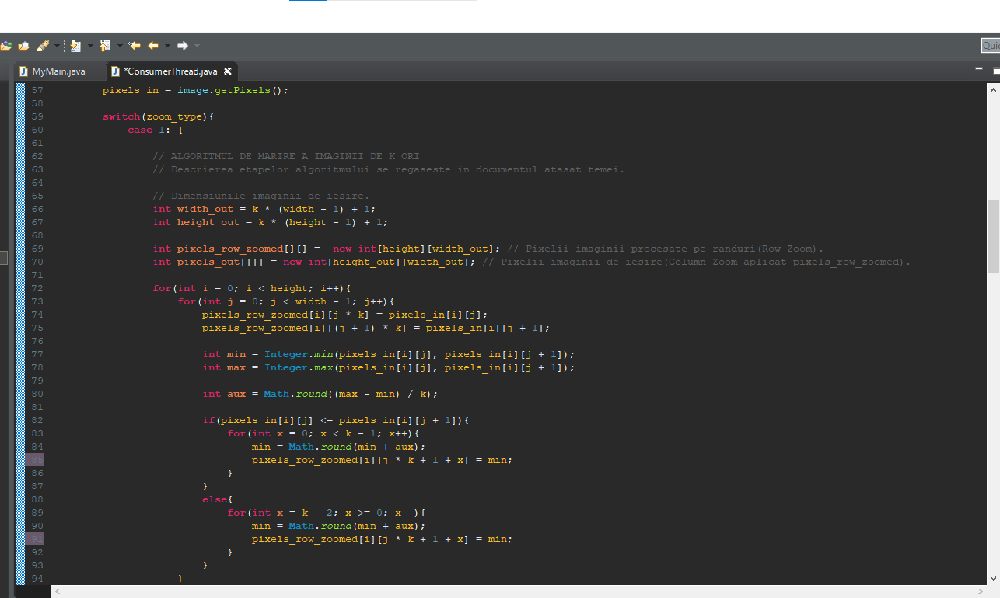 Quic
MyMain.java
*ConsumerThread.java
57 pixels_in = image.getPixels();
58
59 switch(zoom_type){
60 case 1: {
61
62 // ALGORITMUL DE MARIRE A IMAGINII DE K ORI
63 // Descrierea etapelor algoritmului se regaseste in documentul atasat temei.
64
65 // Dimensiunile imaginii de iesire.
66 int width_out = k * (width - 1) + 1;
67 int height_out = k * (height - 1) + 1;
68
69 int pixels_row_zoomed[][] =  new int[height][width_out]; // Pixelii imaginii procesate pe randuri(Row Zoom).
70 int pixels_out[][] = new int[height_out][width_out]; // Pixelii imaginii de iesire(Column Zoom aplicat pixels_row_zoomed).
71
72 for(int i = 0; i < height; i++){
73 for(int j = 0; j < width - 1; j++){
74 pixels_row_zoomed[i][j * k] = pixels_in[i][j];
75 pixels_row_zoomed[i][(j + 1) * k] = pixels_in[i][j + 1];
76
77 int min = Integer.min(pixels_in[i][j], pixels_in[i][j + 1]);
78 int max = Integer.max(pixels_in[i][j], pixels_in[i][j + 1]);
79
80 int aux = Math.round((max - min) / k);
81
82 if(pixels_in[i][j] <= pixels_in[i][j + 1]){
83 for(int x = 0; x < k - 1; x++){
84 min = Math.round(min + aux);
85 pixels_row_zoomed[i][j * k + 1 + x] = min;
86 }
87 }
88 else{
89 for(int x = k - 2; x >= 0; x--){
90 min = Math.round(min + aux);
91 pixels_row_zoomed[i][j * k + 1 + x] = min;
92 }
93 }
94 }